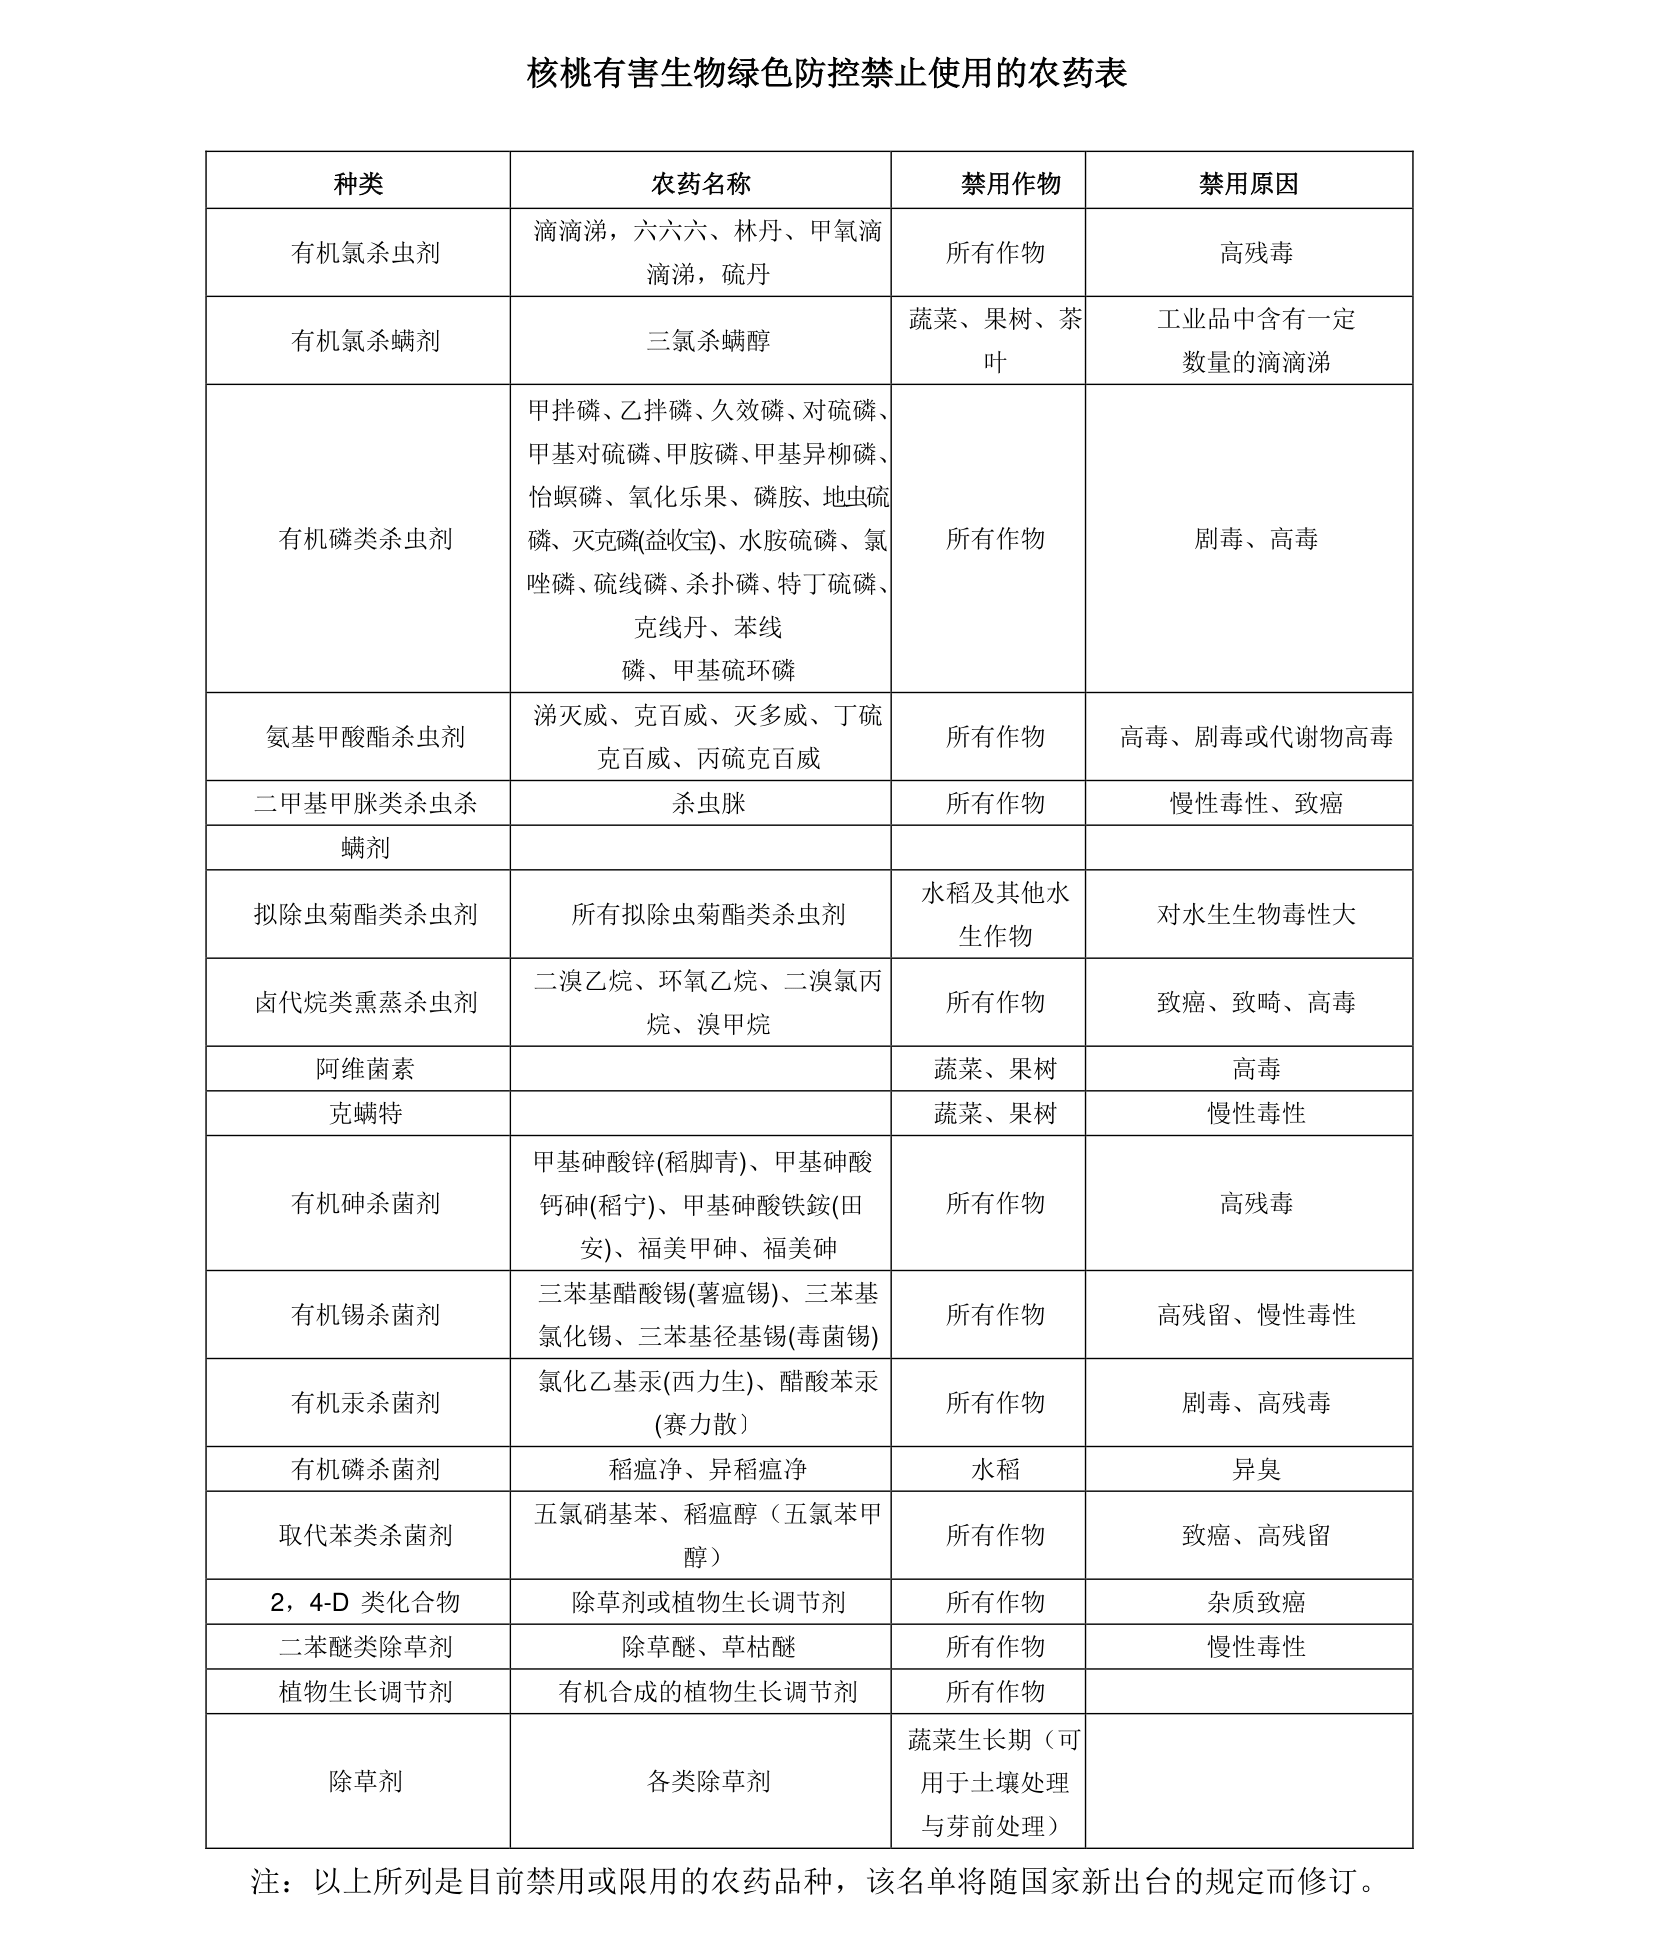 核桃有害生物绿色防控禁止使用的农药表
种类 农药名称 禁用作物 禁用原因
有机氯杀虫剂 滴滴涕，六六六、林丹、甲氧滴 所有作物 高残毒
滴滴涕，硫丹
有机氯杀螨剂 三氯杀螨醇 蔬菜、果树、茶 工业品中含有一定
叶 数量的滴滴涕
甲拌磷、乙拌磷、久效磷、对硫磷、
甲基对硫磷、甲胺磷、甲基异柳磷、
怡螟磷、氧化乐果、磷胺、地虫硫
有机磷类杀虫剂 磷、灭克磷(益收宝)、水胺硫磷、氯 所有作物 剧毒、高毒
唑磷、硫线磷、杀扑磷、特丁硫磷、
克线丹、苯线
磷、甲基硫环磷
氨基甲酸酯杀虫剂 涕灭威、克百威、灭多威、丁硫 所有作物 高毒、剧毒或代谢物高毒
克百威、丙硫克百威
二甲基甲脒类杀虫杀 杀虫脒 所有作物 慢性毒性、致癌
螨剂
拟除虫菊酯类杀虫剂 所有拟除虫菊酯类杀虫剂 水稻及其他水 对水生生物毒性大
生作物
卤代烷类熏蒸杀虫剂 二溴乙烷、环氧乙烷、二溴氯丙 所有作物 致癌、致畸、高毒
烷、溴甲烷
阿维菌素 蔬菜、果树 高毒
克螨特 蔬菜、果树 慢性毒性
甲基砷酸锌(稻脚青)、甲基砷酸
有机砷杀菌剂 钙砷(稻宁)、甲基砷酸铁銨(田 所有作物 高残毒
安)、福美甲砷、福美砷
有机锡杀菌剂 三苯基醋酸锡(薯瘟锡)、三苯基 所有作物 高残留、慢性毒性
氯化锡、三苯基径基锡(毒菌锡)
有机汞杀菌剂 氯化乙基汞(西力生)、醋酸苯汞 所有作物 剧毒、高残毒
(赛力散〕
有机磷杀菌剂 稻瘟净、异稻瘟净 水稻 异臭
取代苯类杀菌剂 五氯硝基苯、稻瘟醇（五氯苯甲 所有作物 致癌、高残留
醇）
2，4-D 类化合物 除草剂或植物生长调节剂 所有作物 杂质致癌
二苯醚类除草剂 除草醚、草枯醚 所有作物 慢性毒性
植物生长调节剂 有机合成的植物生长调节剂 所有作物
蔬菜生长期（可
除草剂 各类除草剂 用于土壤处理
与芽前处理）
注：以上所列是目前禁用或限用的农药品种，该名单将随国家新出台的规定而修订。